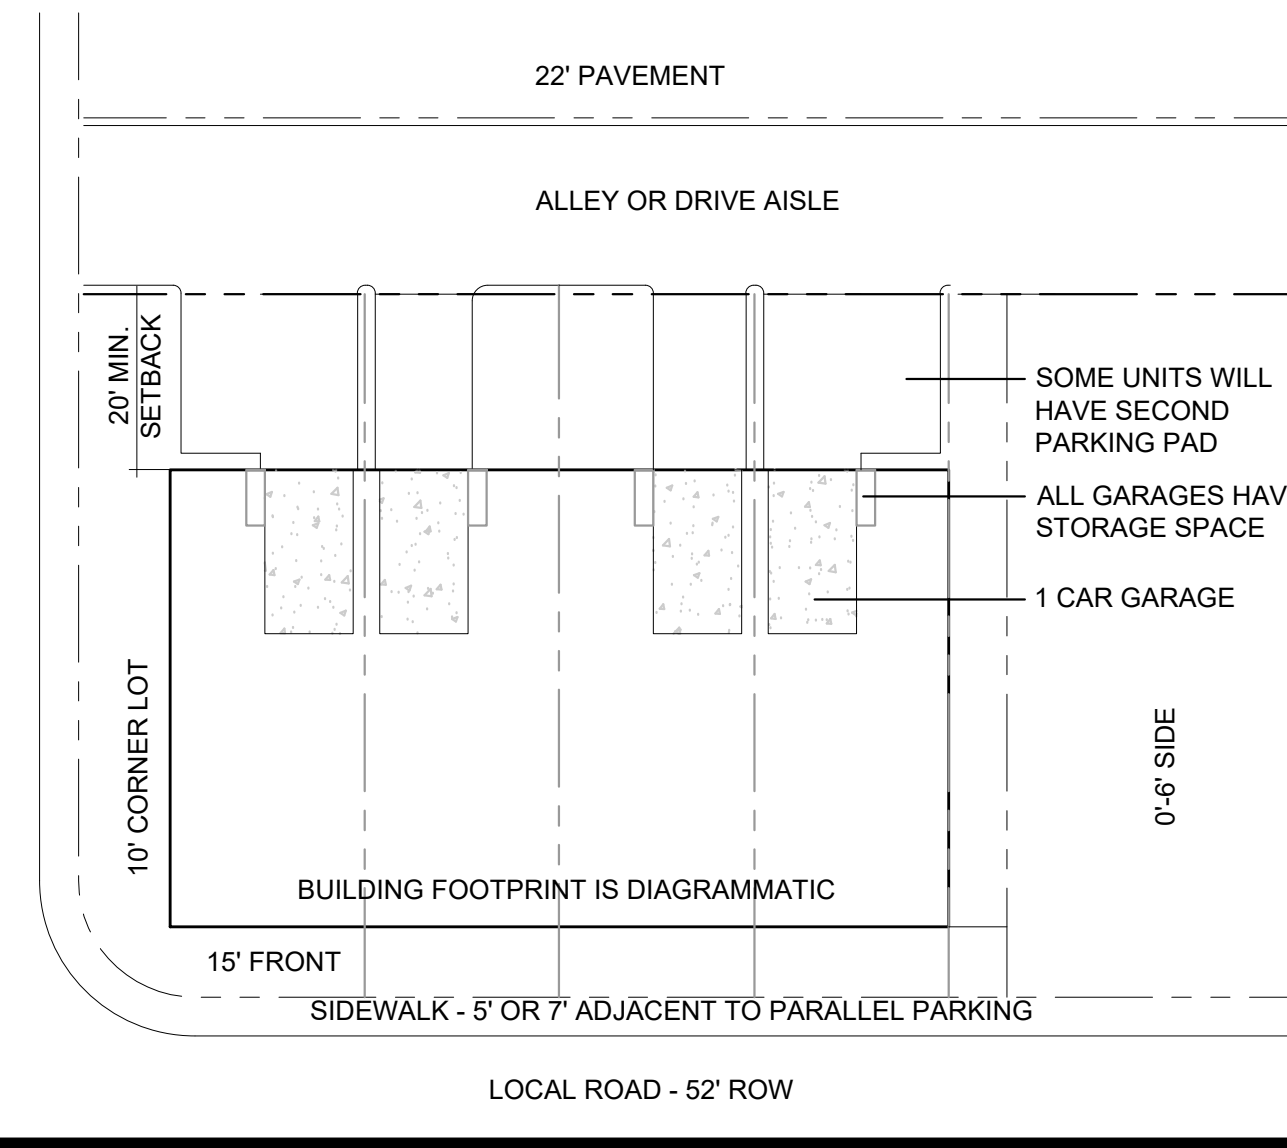 22' PAVEMENT
ALLEY OR DRIVE AISLE
20' MIN.
SETBACK
SOME UNITS WILL
HAVE SECOND
PARKING PAD
ALL GARAGES HAV
STORAGE SPACE
1 CAR GARAGE
10' CORNER LOT
0'-6' SIDE
BUILDING FOOTPRINT IS DIAGRAMMATIC
15' FRONT
SIDEWALK - 5' OR 7' ADJACENT TO PARALLEL PARKING
LOCAL ROAD - 52' ROW